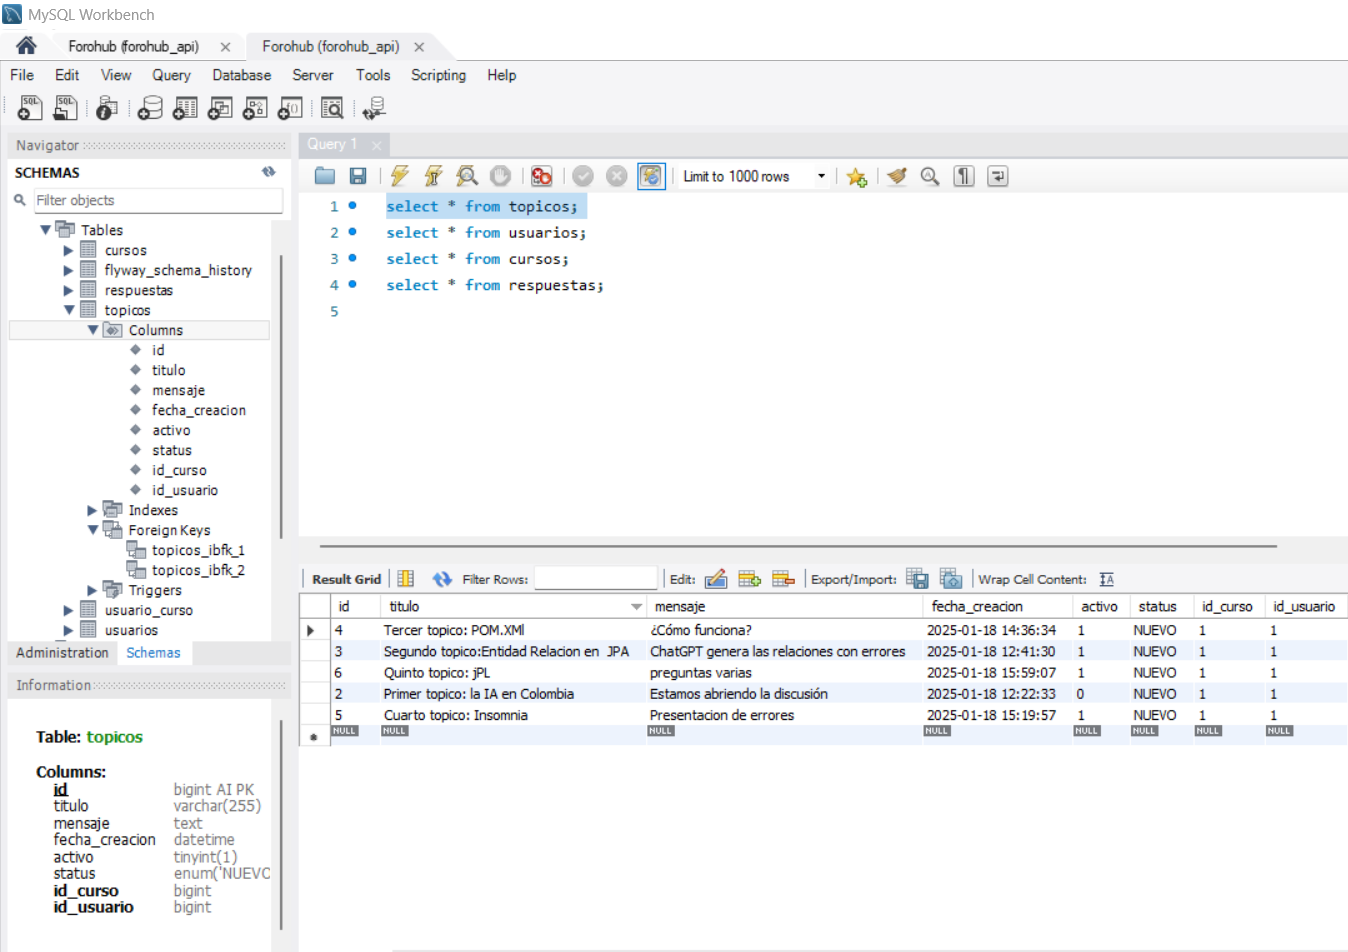 MySQL Workbench
Forohub (forohub_api) Forohub (forohub_api)
File Edit View Query Database Server Tools Scripting Help
Navigator
SCHEMAS
Filter objects
Tables
cursos
flyway_schema_history
respuestas
topicos
Columns
id
titulo
mensaje
fecha_creacion
activo
status
id_curso
id_usuario
Indexes
Foreign Keys
topicos_ibfk_1
topicos_ibfk_2
Triggers
usuario_curso
usuarios
Administration Schemas
Information
Table: topicos
Columns:
id bigint AI PK
titulo varchar(255)
mensaje text
fecha_creacion datetime
activo tinyint(1)
status enum('NUEVO
id_curso bigint
id_usuario bigint
Query 1
Limit to 1000 rows
1 select * from topicos;
2 select * from usuarios;
3 select * from cursos;
4 select * from respuestas;
5
Result Grid Filter Rows: Edit: Export/Import: Wrap Cell Content:
id titulo mensaje fecha_creacion activo status id_curso id_usuario
4 Tercer topico: POM.XMl ¿Cómo funciona? 2025-01-18 14:36:34 1 NUEVO 1 1
3 Segundo topico:Entidad Relacion en JPA ChatGPT genera las relaciones con errores 2025-01-18 12:41:30 1 NUEVO 1 1
6 Quinto topico: jPL preguntas varias 2025-01-18 15:59:07 1 NUEVO 1 1
2 Primer topico: la IA en Colombia Estamos abriendo la discusión 2025-01-18 12:22:33 0 NUEVO 1 1
5 Cuarto topico: Insomnia Presentacion de errores 2025-01-18 15:19:57 1 NUEVO 1 1
NULL NULL NULL NULL NULL NULL NULL NULL